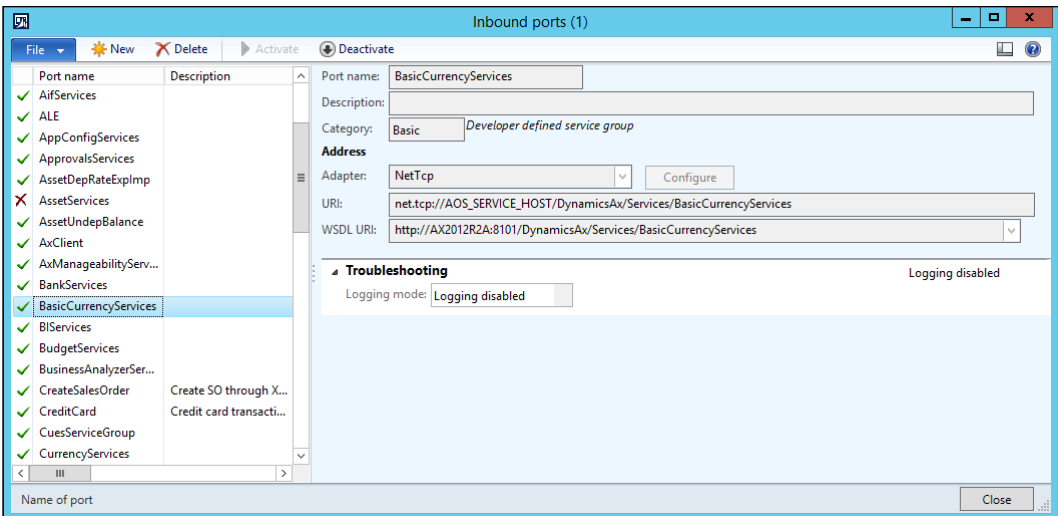 Inbound ports (1)
x
File New Delete Activate Deactivate
Port name Description
AifServices
ALE
AppConfigServices
ApprovalsServices
AssetDepRateExpImp
AssetServices
AssetUndepBalance
AxClient
AxManageabilityServ...
BankServices
BasicCurrencyServices
BIServices
BudgetServices
BusinessAnalyzerSer...
CreateSalesOrder Create SO through X...
CreditCard Credit card transacti...
CuesServiceGroup
CurrencyServices
Port name: BasicCurrencyServices
Description:
Category: Basic Developer defined service group
Address
Adapter: NetTcp Configure
URI: net.tcp://AOS_SERVICE_HOST/DynamicsAx/Services/BasicCurrencyServices
WSDL URI: http://AX2012R2A:8101/DynamicsAx/Services/BasicCurrencyServices
Troubleshooting Logging disabled
Logging mode: Logging disabled
Name of port Close